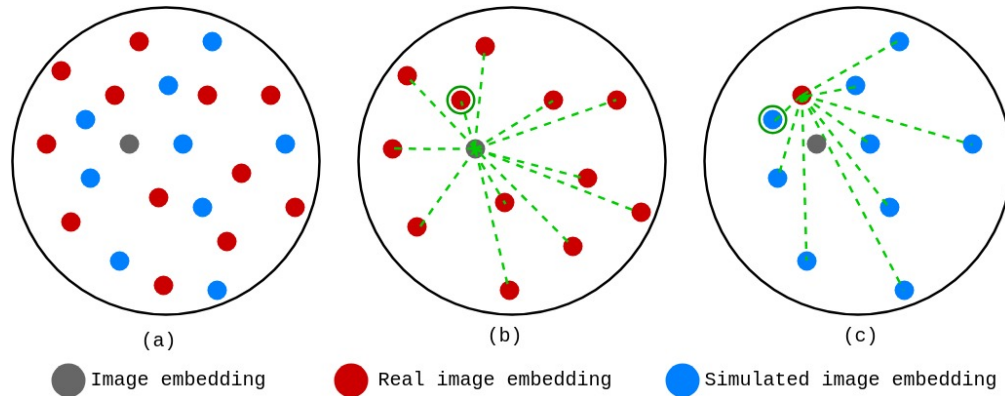 (a)
(b)
(c)
Image embedding
Real image embedding
Simulated image embedding